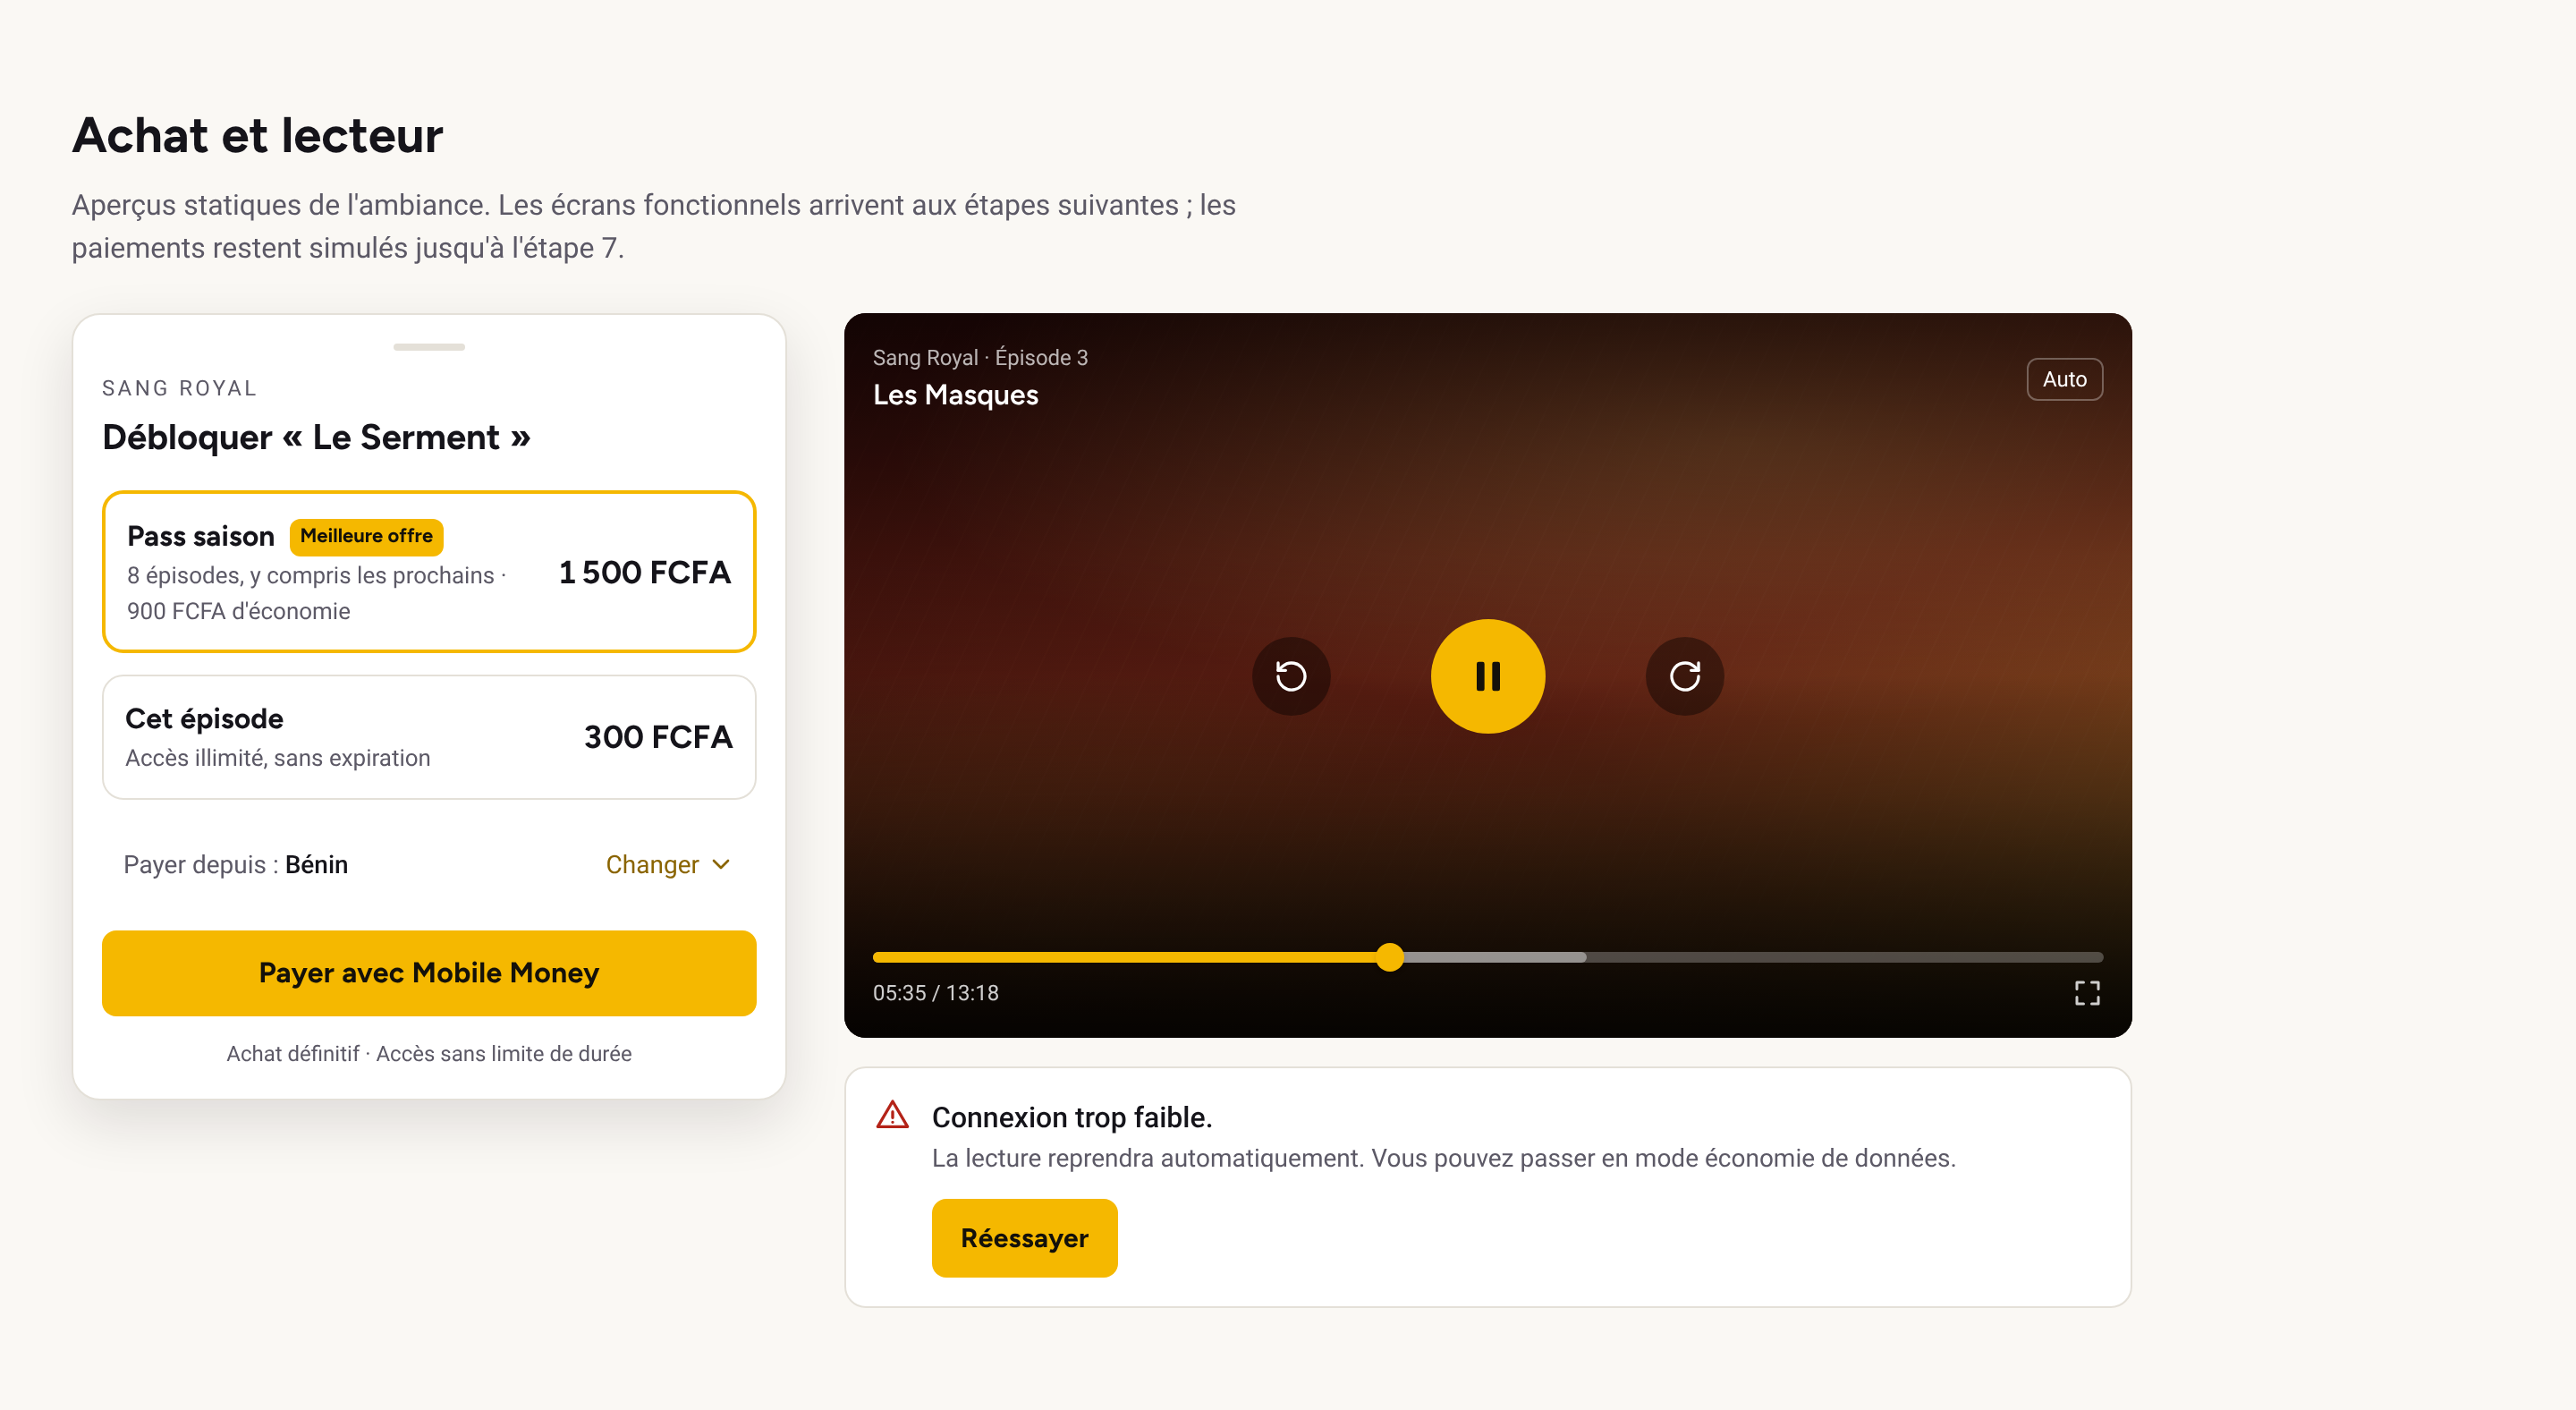 Achat et lecteur
Aperçus statiques de l'ambiance. Les écrans fonctionnels arrivent aux étapes suivantes ; les
paiements restent simulés jusqu'à l'étape 7.
SANG ROYAL
Débloquer « Le Serment »
Pass saison Meilleure offre
8 épisodes, y compris les prochains ·
900 FCFA d'économie
1 500 FCFA
Cet épisode
Accès illimité, sans expiration
300 FCFA
Payer depuis : Bénin
Changer
Payer avec Mobile Money
Achat définitif · Accès sans limite de durée
Sang Royal · Épisode 3
Les Masques
Auto
05:35 / 13:18
Connexion trop faible.
La lecture reprendra automatiquement. Vous pouvez passer en mode économie de données.
Réessayer